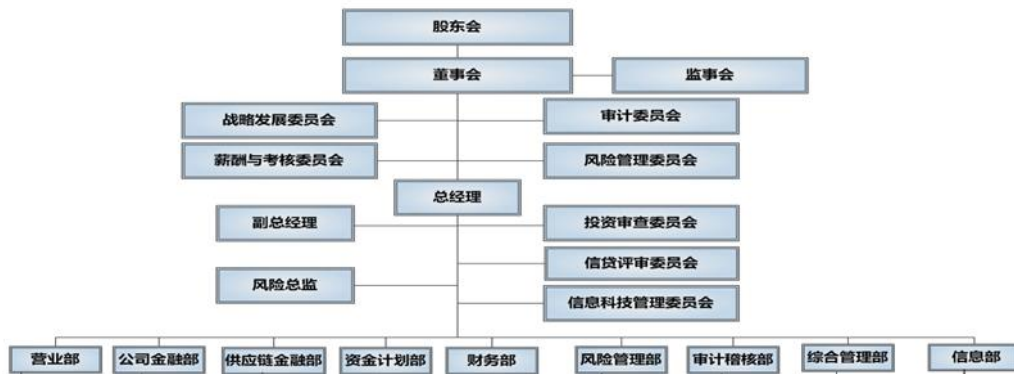 股东会
董事会
监事会
战略发展委员会
审计委员会
薪酬与考核委员会
风险管理委员会
总经理
副总经理
投资审查委员会
信贷评审委员会
风险总监
信息科技管理委员会
营业部
公司金融部
供应链金融部
资金计划部
财务部
风险管理部
审计稽核部
综合管理部
信息部